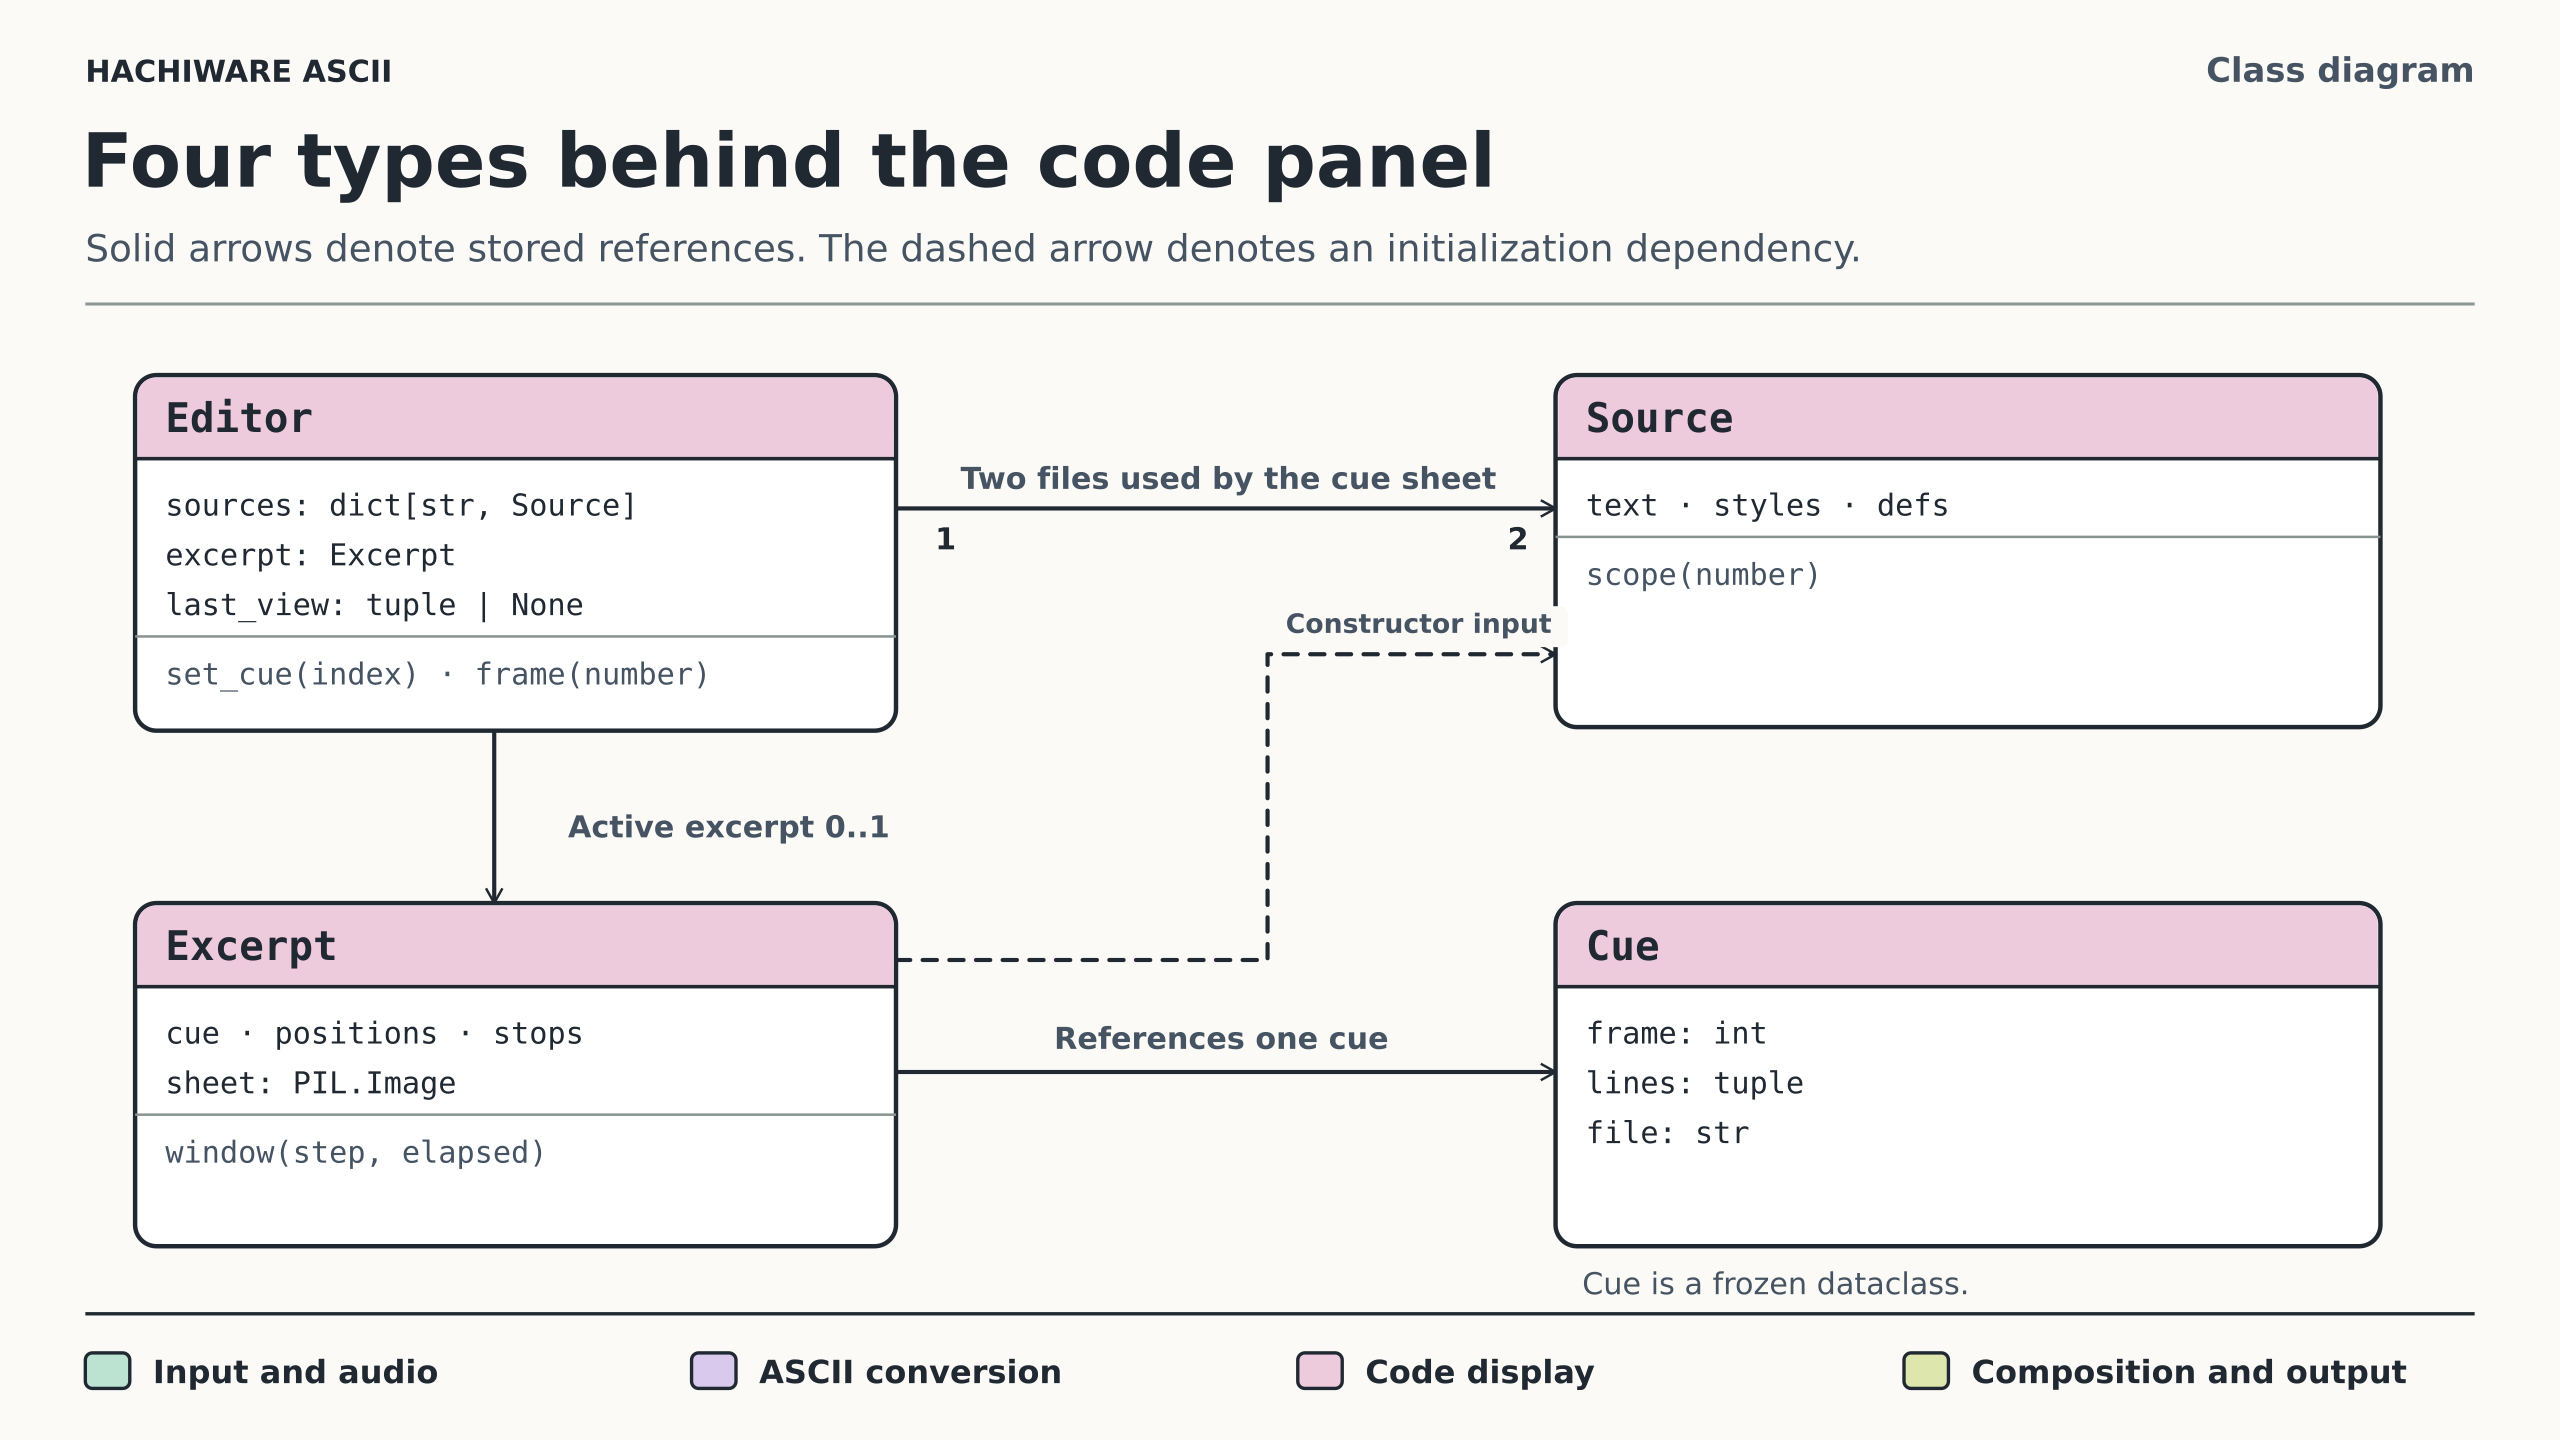 HACHIWARE ASCII
Class diagram
Four types behind the code panel
Solid arrows denote stored references. The dashed arrow denotes an initialization dependency.
Editor
sources: dict[str, Source]
excerpt: Excerpt
last_view: tuple | None
set_cue(index) · frame(number)
Two files used by the cue sheet
1
2
Source
text · styles · defs
scope(number)
Constructor input
Active excerpt 0..1
Excerpt
cue · positions · stops
sheet: PIL.Image
window(step, elapsed)
References one cue
Cue
frame: int
lines: tuple
file: str
Cue is a frozen dataclass.
Input and audio
ASCII conversion
Code display
Composition and output